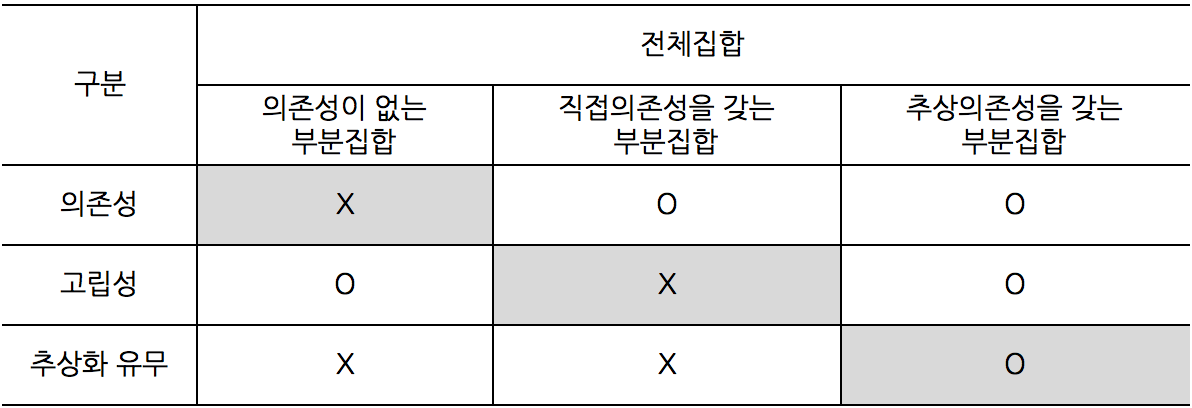 구분
전체집합
의존성이 없는
부분집합
직접의존성을 갖는
부분집합
추상의존성을 갖는
부분집합
의존성 X O O
고립성 O X O
추상화 유무 X X O